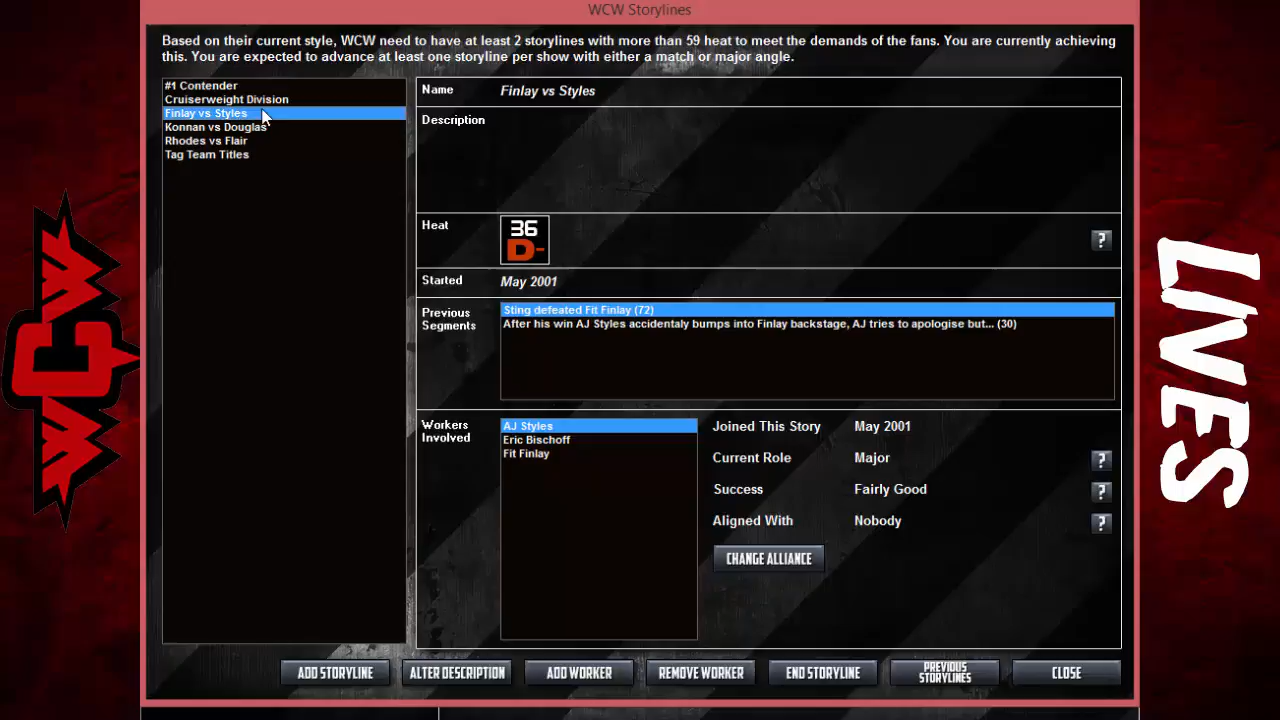 WCW Storylines
Based on their current style, WCW need to have at least 2 storylines with more than 59 heat to meet the demands of the fans. You are currently achieving
this. You are expected to advance at least one storyline per show with either a match or major angle.
#1 Contender
Cruiserweight Division
Finlay vs Styles
Konnan vs Douglas
Rhodes vs Flair
Tag Team Titles
Name
Finlay vs Styles
Description
Heat
36
D-
?
Started
May 2001
Previous
Segments
Sting defeated Fit Finlay (72)
After his win AJ Styles accidentaly bumps into Finlay backstage, AJ tries to apologise but... (30)
Workers
Involved
AJ Styles
Eric Bischoff
Fit Finlay
Joined This Story
May 2001
Current Role
Major
?
Success
Fairly Good
?
Aligned With
Nobody
?
CHANGE ALLIANCE
ADD STORYLINE
ALTER DESCRIPTION
ADD WORKER
REMOVE WORKER
END STORYLINE
PREVIOUS
STORYLINES
CLOSE
WCW
LIVES